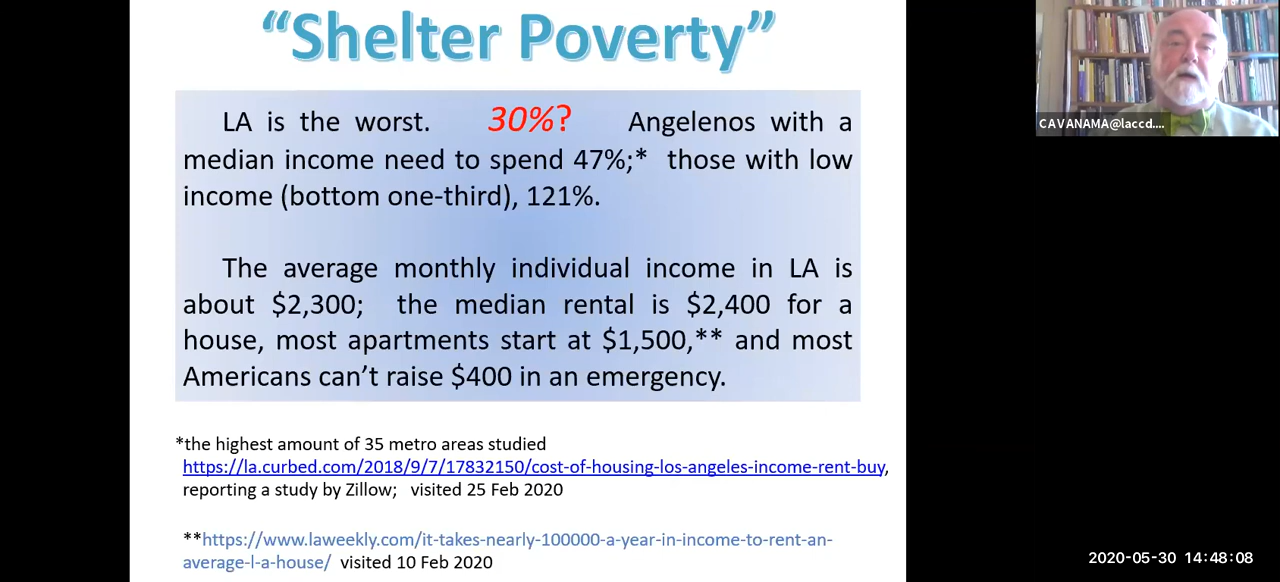 “Shelter Poverty”
LA is the worst. 30%? Angelenos with a
median income need to spend 47%;* those with low
income (bottom one-third), 121%.
The average monthly individual income in LA is
about $2,300; the median rental is $2,400 for a
house, most apartments start at $1,500,** and most
Americans can’t raise $400 in an emergency.
*the highest amount of 35 metro areas studied
https://la.curbed.com/2018/9/7/17832150/cost-of-housing-los-angeles-income-rent-buy,
reporting a study by Zillow; visited 25 Feb 2020
**https://www.laweekly.com/it-takes-nearly-100000-a-year-in-income-to-rent-an-
average-l-a-house/ visited 10 Feb 2020
CAVANAMA@laccd....
2020-05-30 14:48:08